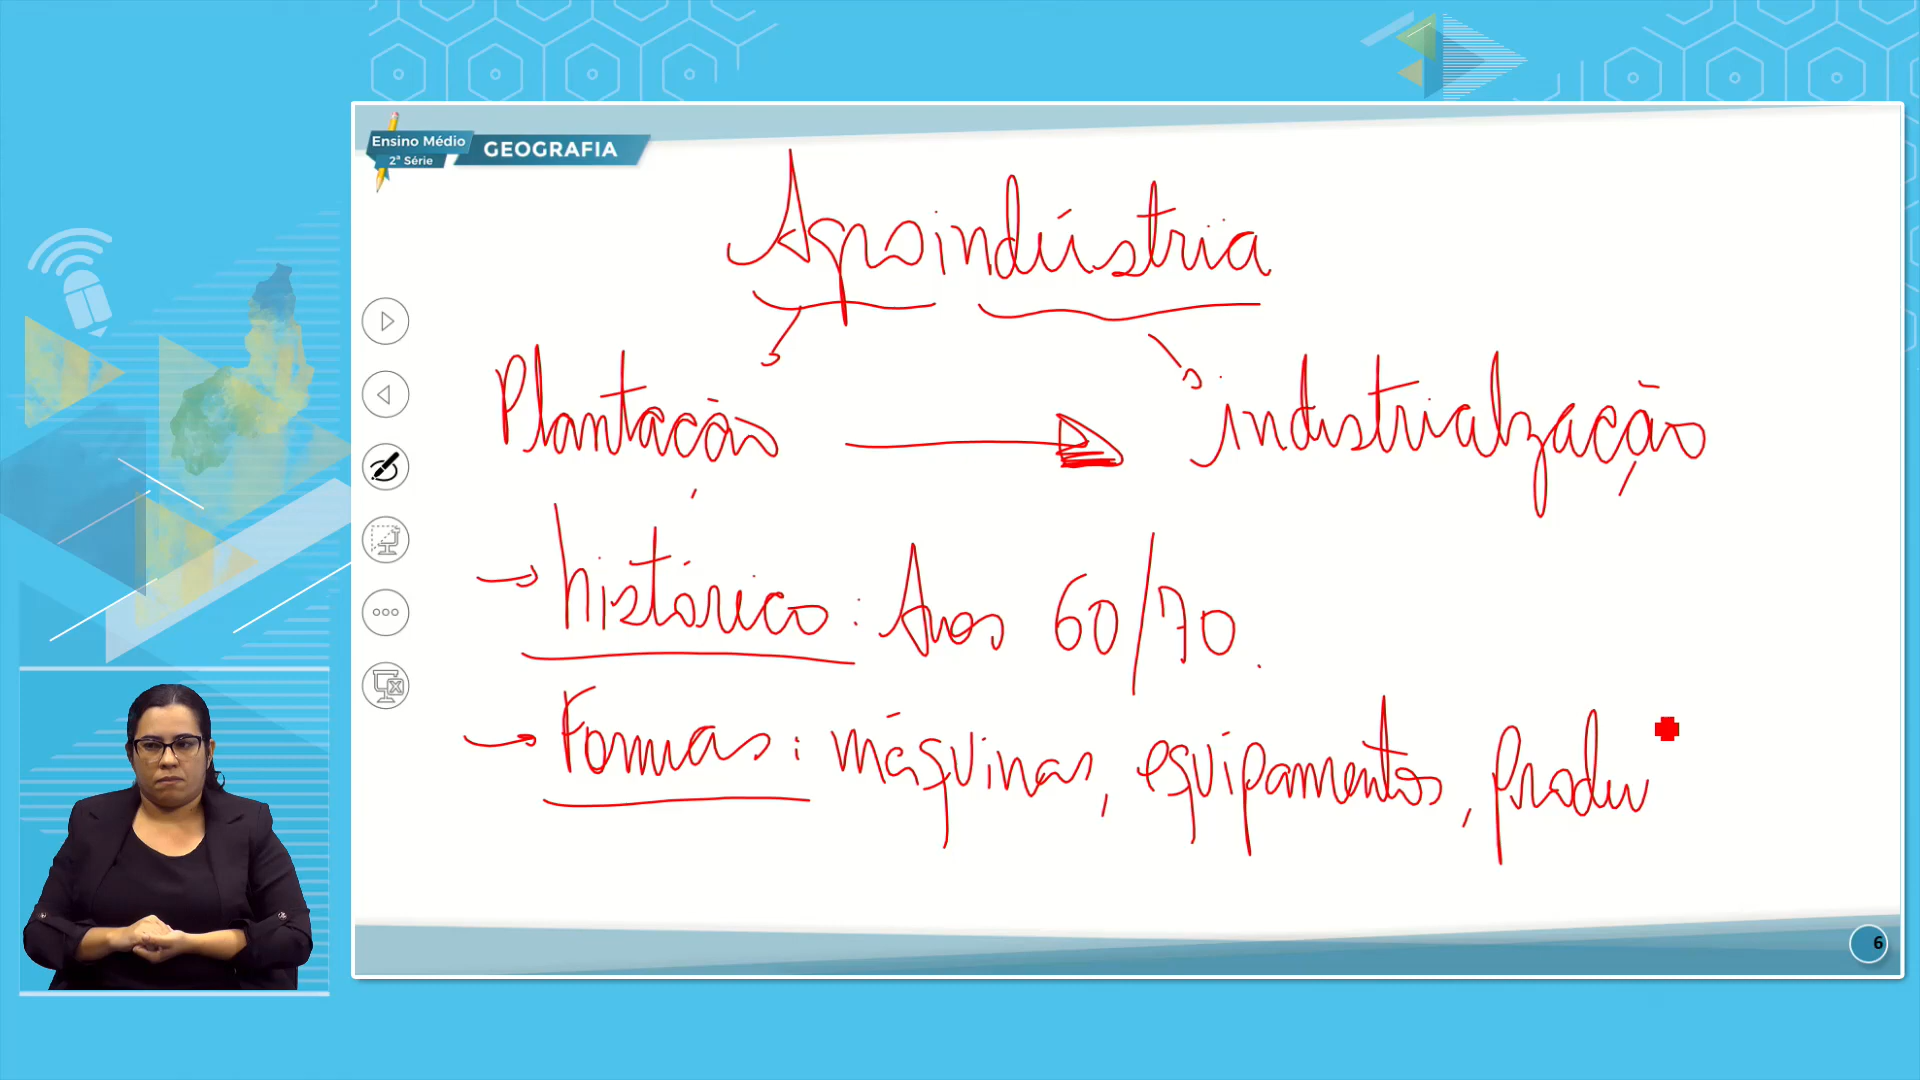 Ensino Médio
2ª Série
GEOGRAFIA
Agroindústria
Plantação
industrialização
histórico: Anos 60/70.
Formas: máquinas, equipamentos, produ
6